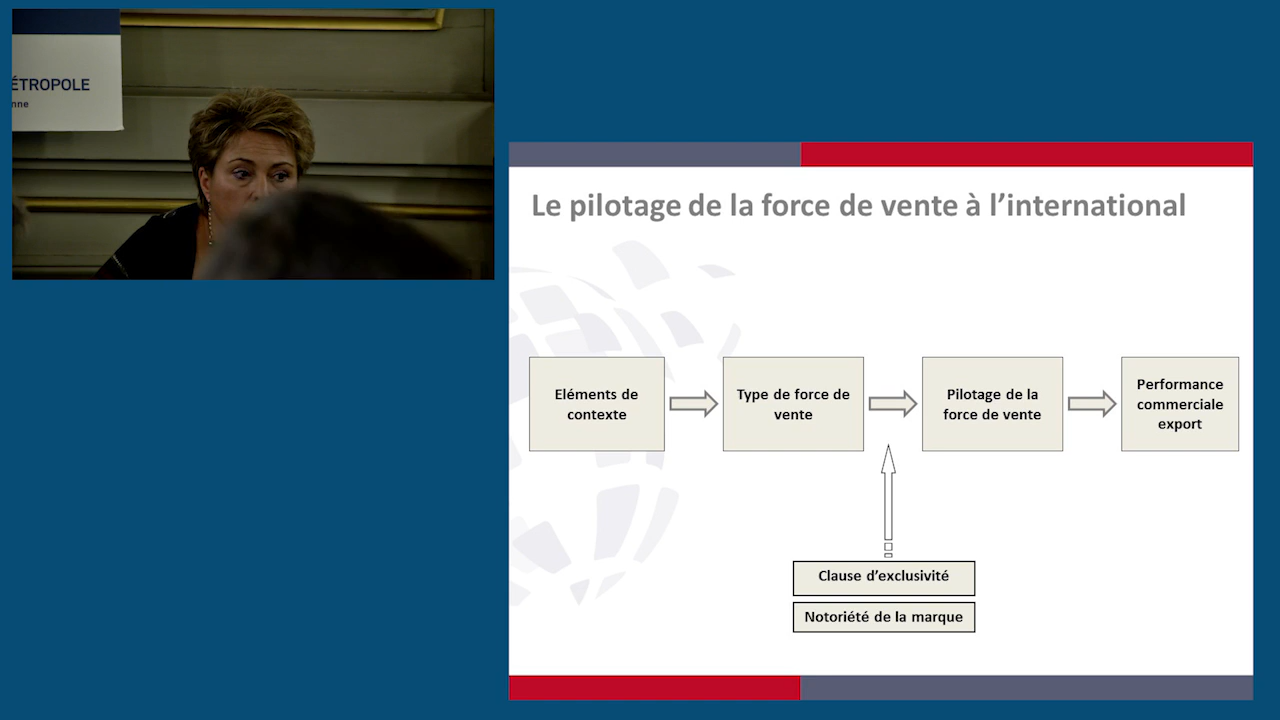 ÉTROPOLE
nne
Le pilotage de la force de vente à l’international
Eléments de
contexte
Type de force de
vente
Pilotage de la
force de vente
Performance
commerciale
export
Clause d’exclusivité
Notoriété de la marque